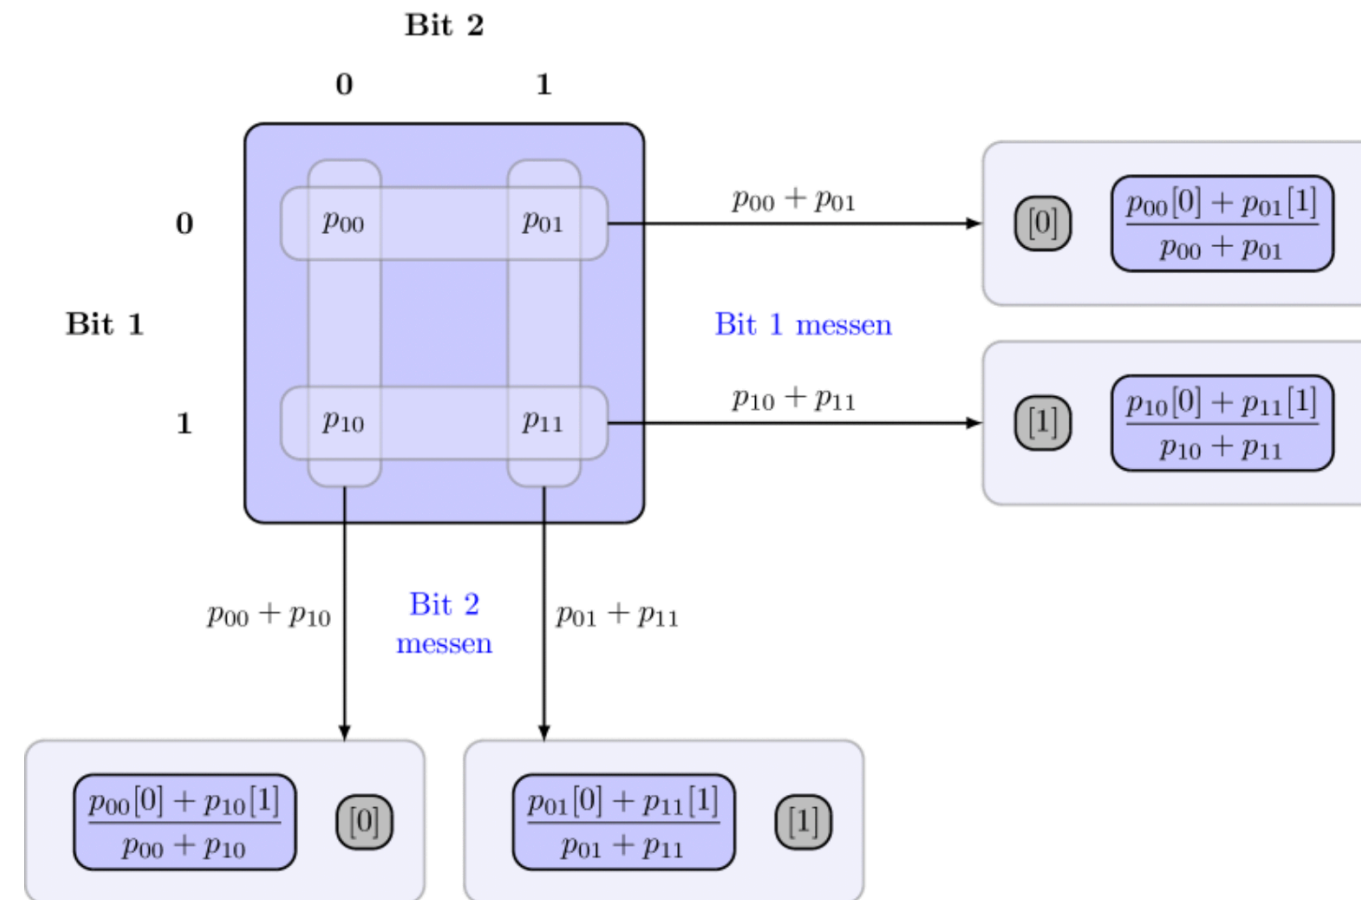 Bit 2
0 1
0 p₀₀ p₀₁ p₀₀ + p₀₁ [0] p₀₀[0] + p₀₁[1]
p₀₀ + p₀₁
Bit 1 Bit 1 messen
1 p₁₀ p₁₁ p₁₀ + p₁₁ [1] p₁₀[0] + p₁₁[1]
p₁₀ + p₁₁
p₀₀ + p₁₀ Bit 2 p₀₁ + p₁₁
messen
p₀₀[0] + p₁₀[1]
p₀₀ + p₁₀
[0]
p₀₁[0] + p₁₁[1]
p₀₁ + p₁₁
[1]